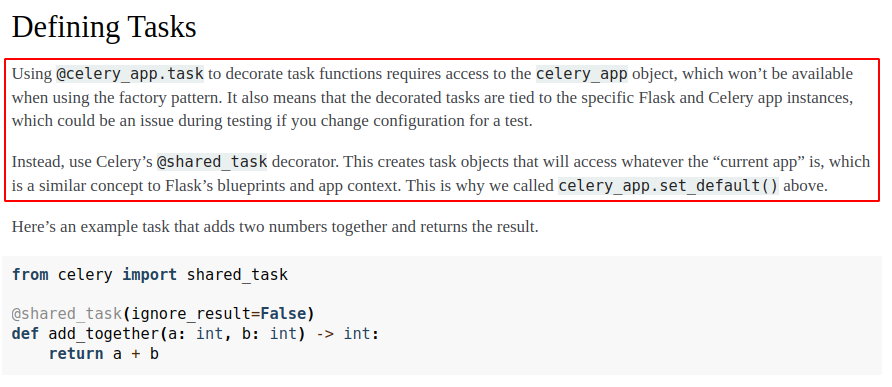 Defining Tasks
Using @celery_app.task to decorate task functions requires access to the celery_app object, which won’t be available
when using the factory pattern. It also means that the decorated tasks are tied to the specific Flask and Celery app instances,
which could be an issue during testing if you change configuration for a test.
Instead, use Celery’s @shared_task decorator. This creates task objects that will access whatever the “current app” is, which
is a similar concept to Flask’s blueprints and app context. This is why we called celery_app.set_default() above.
Here’s an example task that adds two numbers together and returns the result.
from celery import shared_task
@shared_task(ignore_result=False)
def add_together(a: int, b: int) -> int:
    return a + b